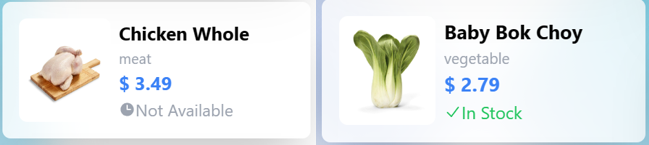 Chicken Whole
meat
$ 3.49
Not Available
Baby Bok Choy
vegetable
$ 2.79
In Stock